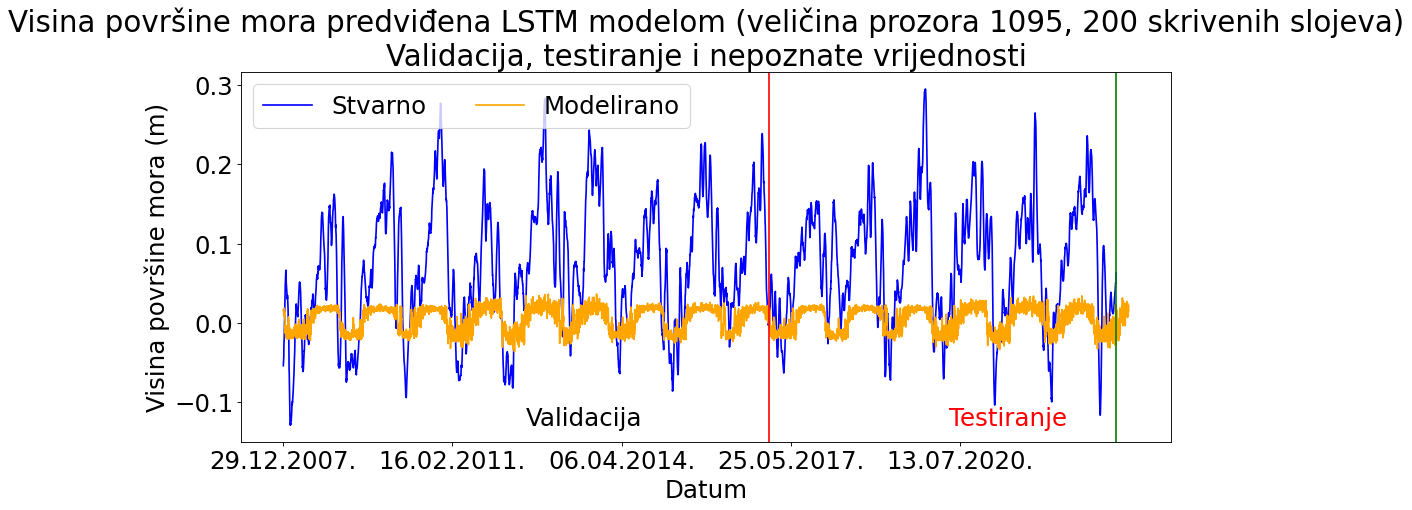 Visina površine mora predviđena LSTM modelom (veličina prozora 1095, 200 skrivenih slojeva)
Validacija, testiranje i nepoznate vrijednosti
Stvarno
Modelirano
Visina površine mora (m)
0.3
0.2
0.1
0.0
−0.1
Validacija
Testiranje
29.12.2007.
16.02.2011.
06.04.2014.
25.05.2017.
13.07.2020.
Datum